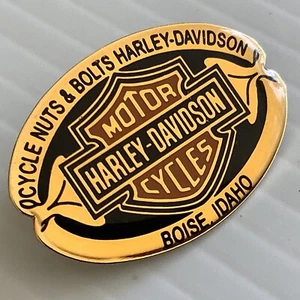 CYCLE NUTS & BOLTS HARLEY-DAVIDSON
MOTOR
HARLEY-DAVIDSON
CYCLES
BOISE, IDAHO